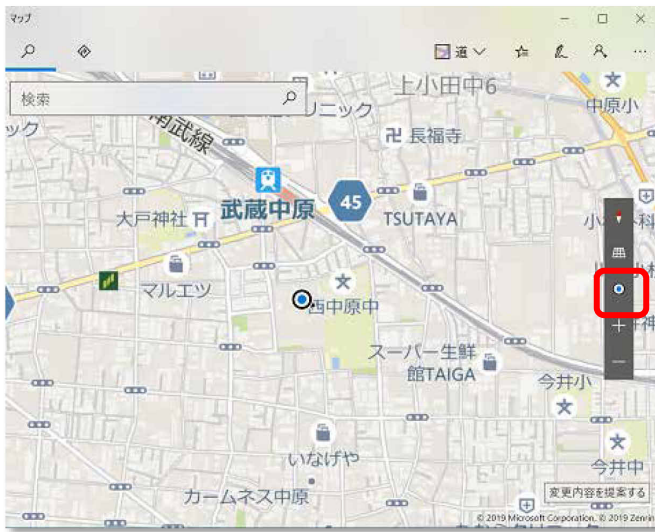 マップ
道
検索
上小田中6
中原小
リニック
ック
南武線
長福寺
武蔵中原
45
大戸神社
TSUTAYA
マルエツ
西中原中
スーパー生鮮
館TAIGA
今井小
いなげや
今井中
カームネス中原
変更内容を提案する
© 2019 Microsoft Corporation, © 2019 Zenrin